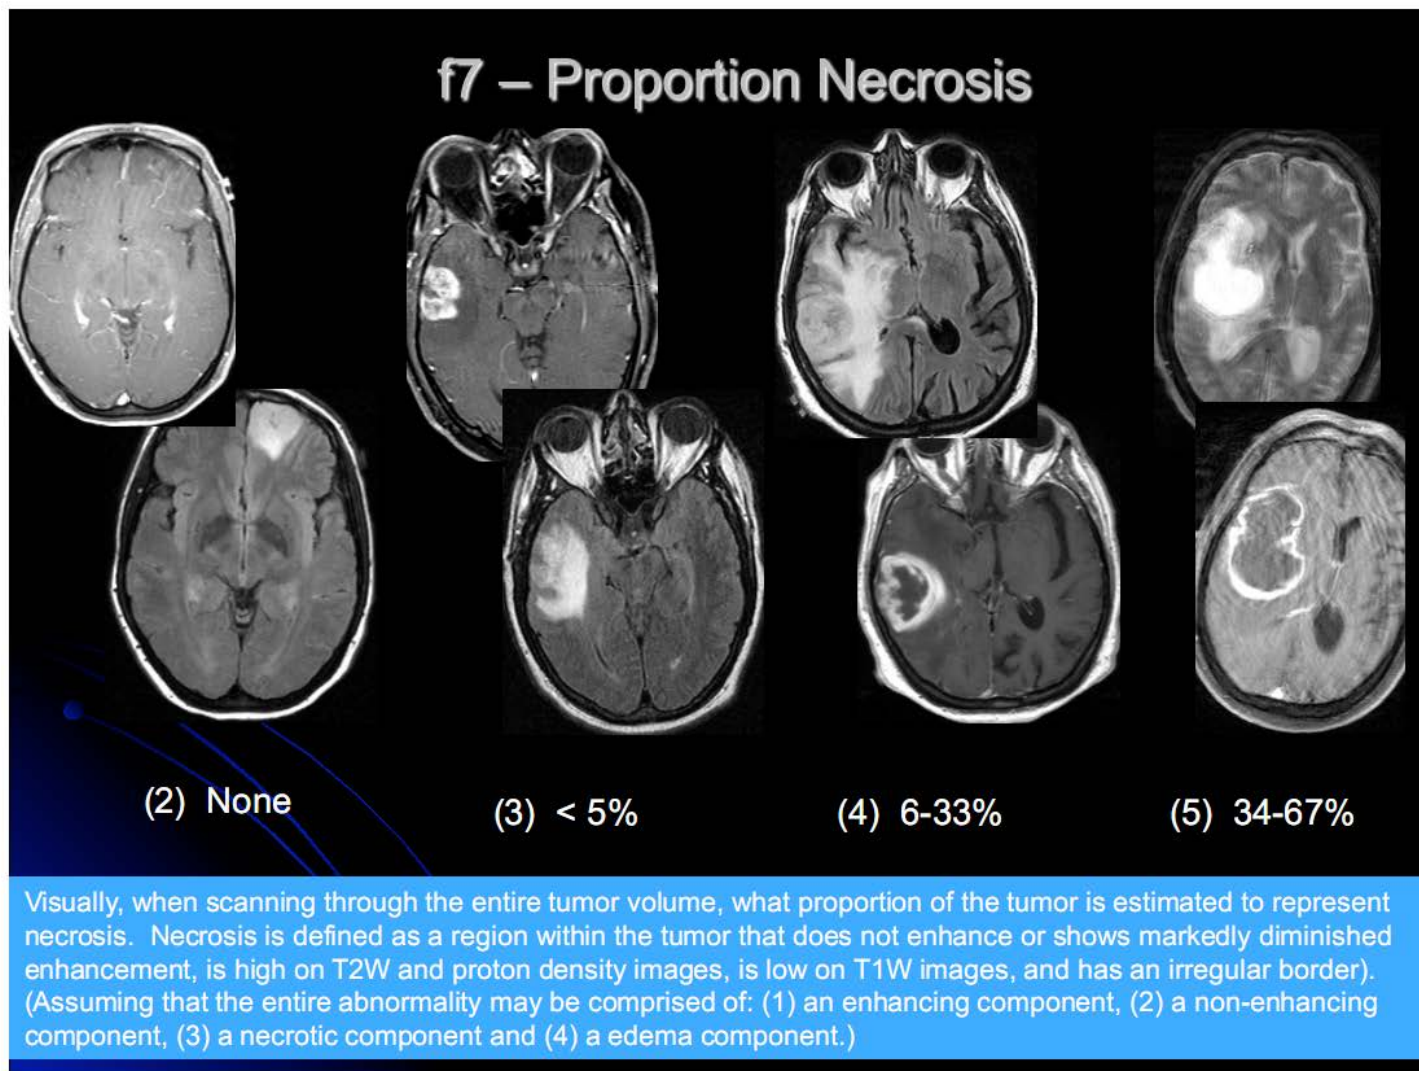 f7 – Proportion Necrosis
(2) None
(3) < 5%
(4) 6-33%
(5) 34-67%
Visually, when scanning through the entire tumor volume, what proportion of the tumor is estimated to represent
necrosis. Necrosis is defined as a region within the tumor that does not enhance or shows markedly diminished
enhancement, is high on T2W and proton density images, is low on T1W images, and has an irregular border).
(Assuming that the entire abnormality may be comprised of: (1) an enhancing component, (2) a non-enhancing
component, (3) a necrotic component and (4) a edema component.)